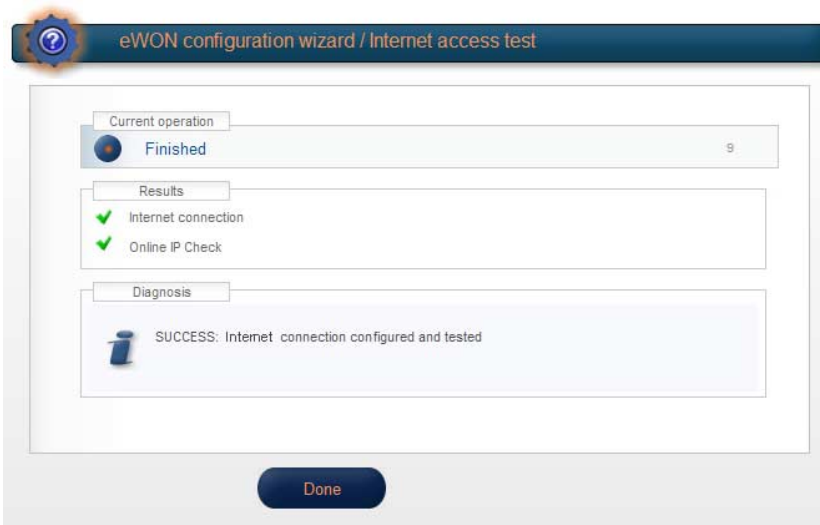 eWON configuration wizard / Internet access test
Current operation
Finished 9
Results
Internet connection
Online IP Check
Diagnosis
SUCCESS: Internet connection configured and tested
Done